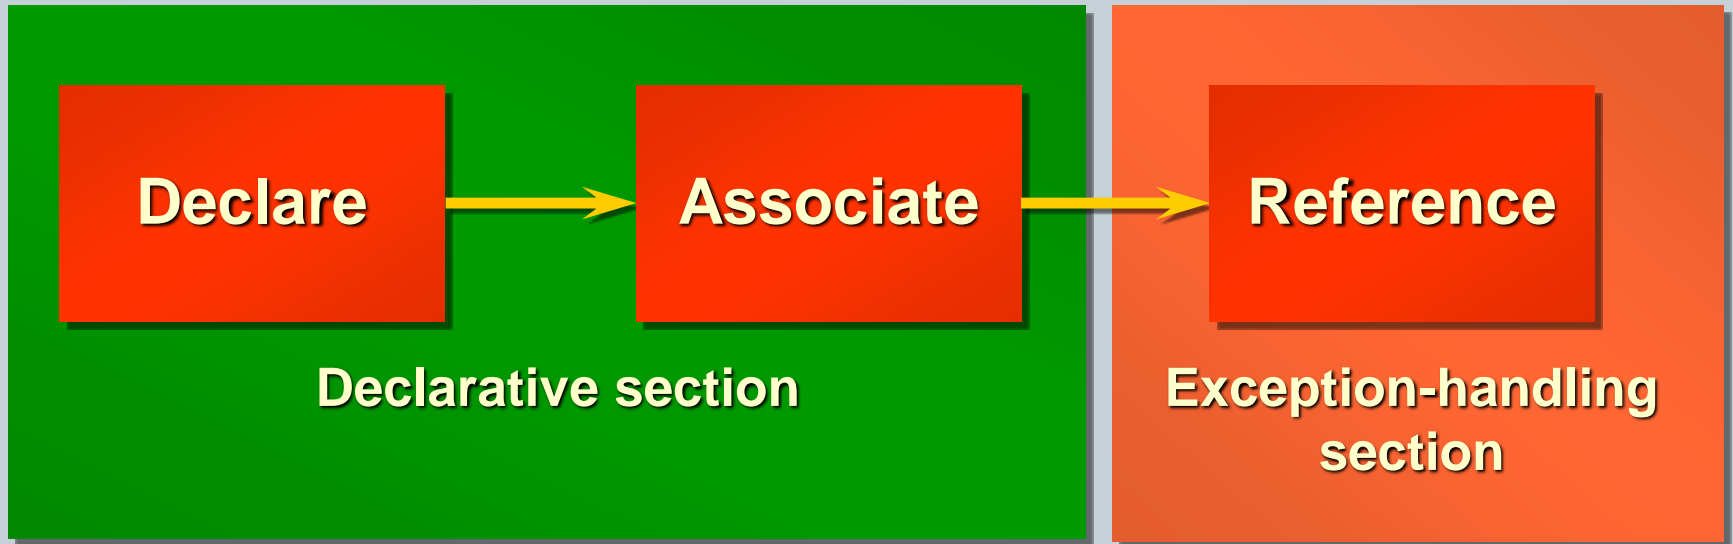 Declare
Associate
Reference
Declarative section
Exception-handling
section